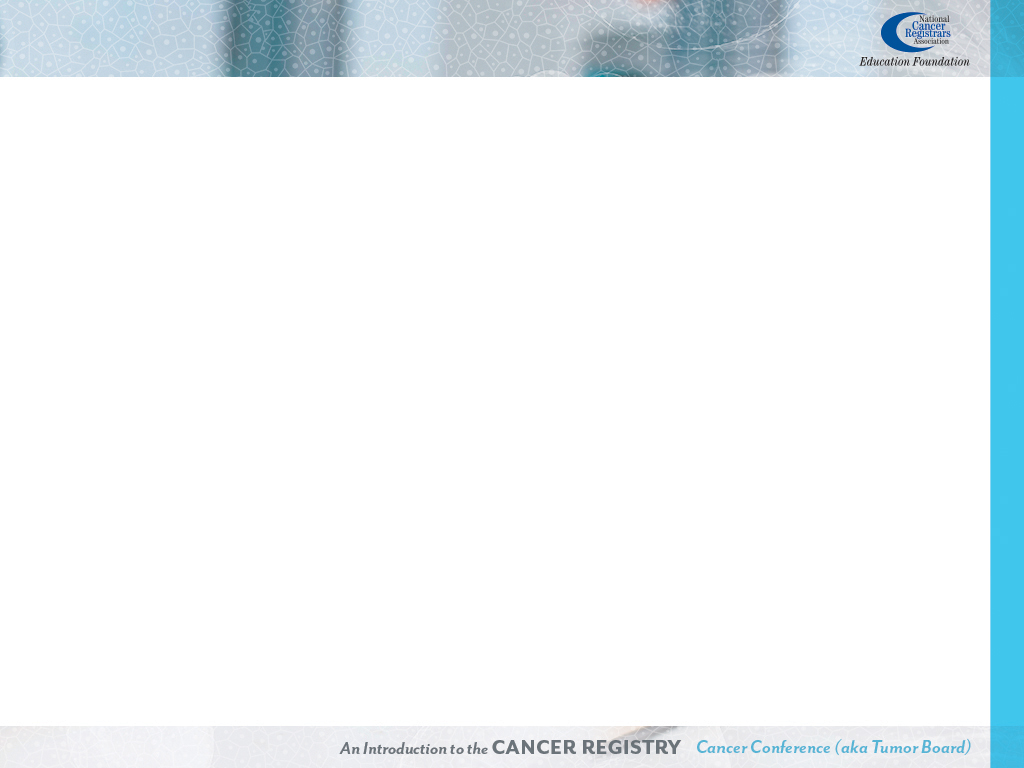 National
Cancer
Registrars
Association
Education Foundation
An Introduction to the CANCER REGISTRY Cancer Conference (aka Tumor Board)